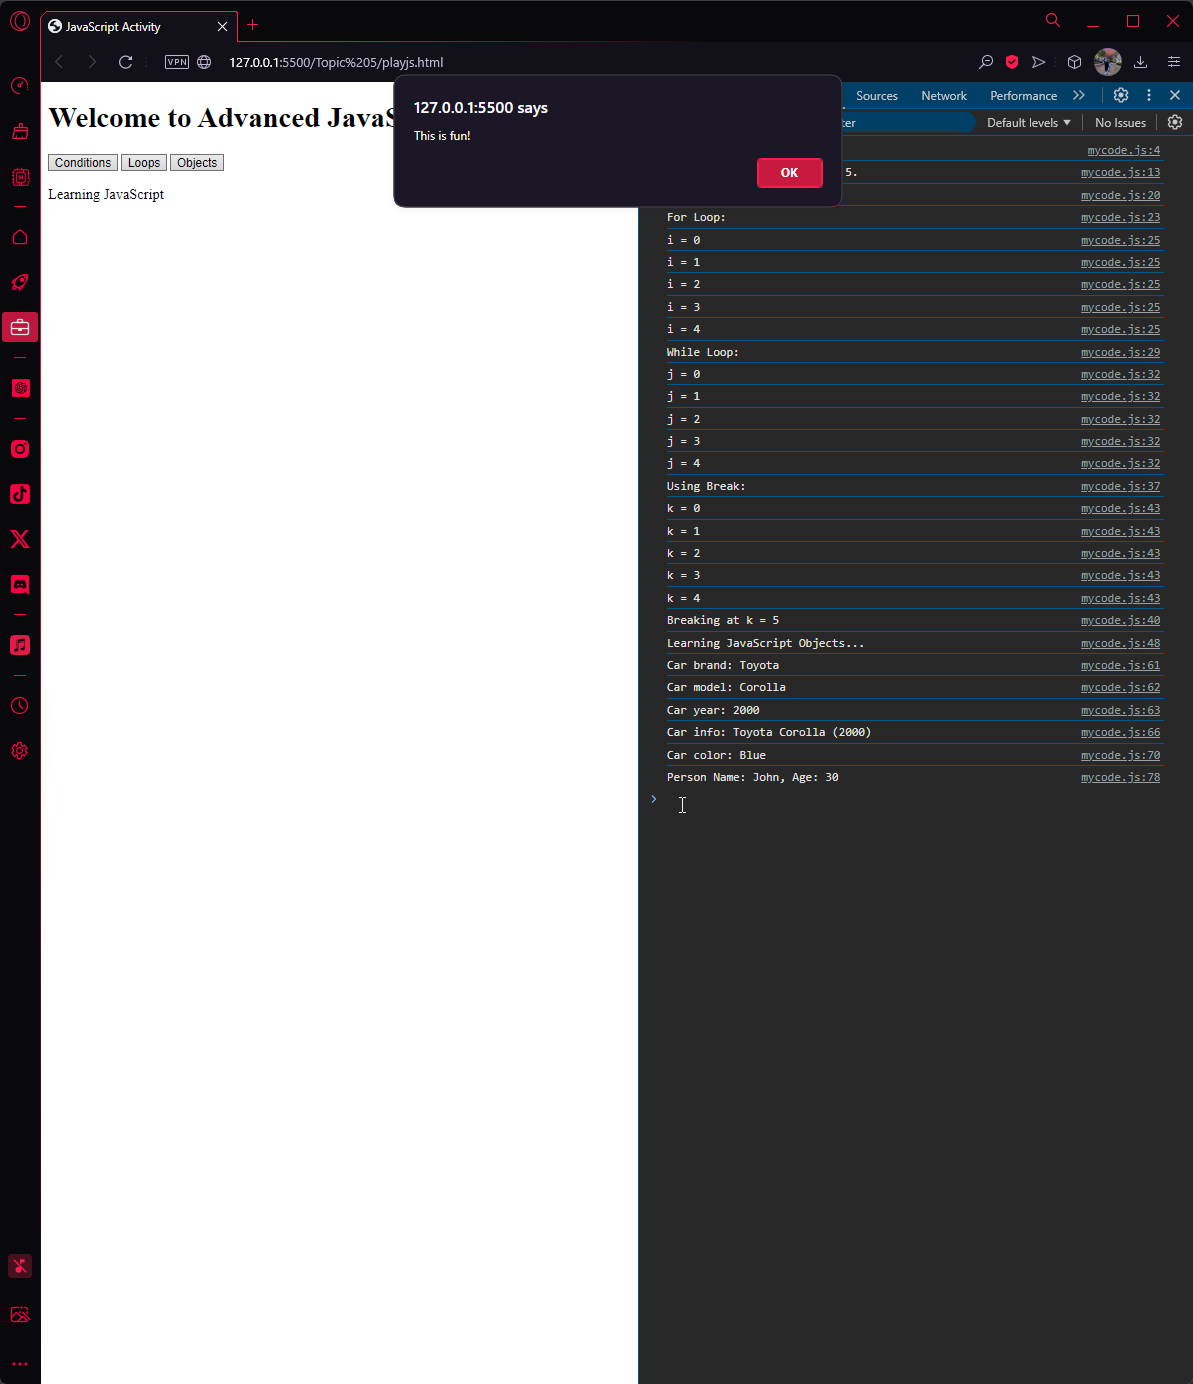 JavaScript Activity
VPN
127.0.0.1:5500/Topic%205/playjs.html
127.0.0.1:5500 says
This is fun!
OK
Welcome to Advanced JavaS
Conditions Loops Objects
Learning JavaScript
Sources Network Performance
ter Default levels No Issues
mycode.js:4
5. mycode.js:13
mycode.js:20
For Loop: mycode.js:23
i = 0 mycode.js:25
i = 1 mycode.js:25
i = 2 mycode.js:25
i = 3 mycode.js:25
i = 4 mycode.js:25
While Loop: mycode.js:29
j = 0 mycode.js:32
j = 1 mycode.js:32
j = 2 mycode.js:32
j = 3 mycode.js:32
j = 4 mycode.js:32
Using Break: mycode.js:37
k = 0 mycode.js:43
k = 1 mycode.js:43
k = 2 mycode.js:43
k = 3 mycode.js:43
k = 4 mycode.js:43
Breaking at k = 5 mycode.js:40
Learning JavaScript Objects... mycode.js:48
Car brand: Toyota mycode.js:61
Car model: Corolla mycode.js:62
Car year: 2000 mycode.js:63
Car info: Toyota Corolla (2000) mycode.js:66
Car color: Blue mycode.js:70
Person Name: John, Age: 30 mycode.js:78